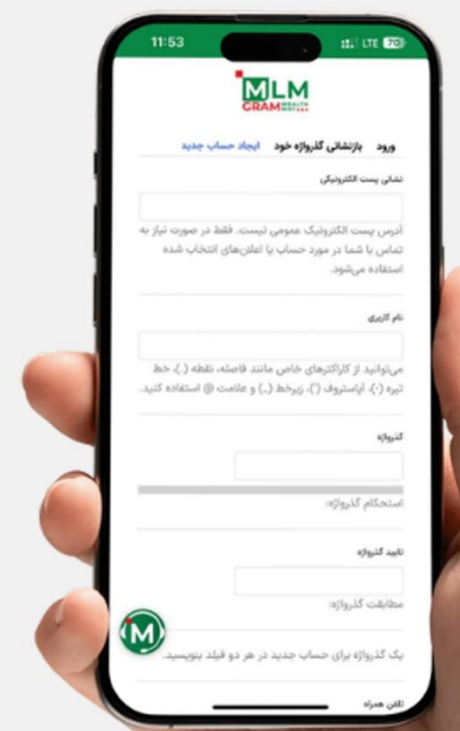 11:53
LTE 70
MLM
GRAM WEALTH
WAY
ورود بازنشانی گذرواژه خود ایجاد حساب جدید
نشانی پست الکترونیکی
آدرس پست الکترونیک عمومی نیست. فقط در صورت نیاز به
تماس با شما در مورد حساب یا اعلان‌های انتخاب شده
استفاده می‌شود.
نام کاربری
می‌توانید از کاراکترهای خاص مانند فاصله، نقطه (.)، خط
تیره (-)، آپاستروف (')، زیرخط (_) و علامت @ استفاده کنید.
گذرواژه
استحکام گذرواژه:
تایید گذرواژه
مطابقت گذرواژه:
M
یک گذرواژه برای حساب جدید در هر دو فیلد بنویسید.
تلفن همراه